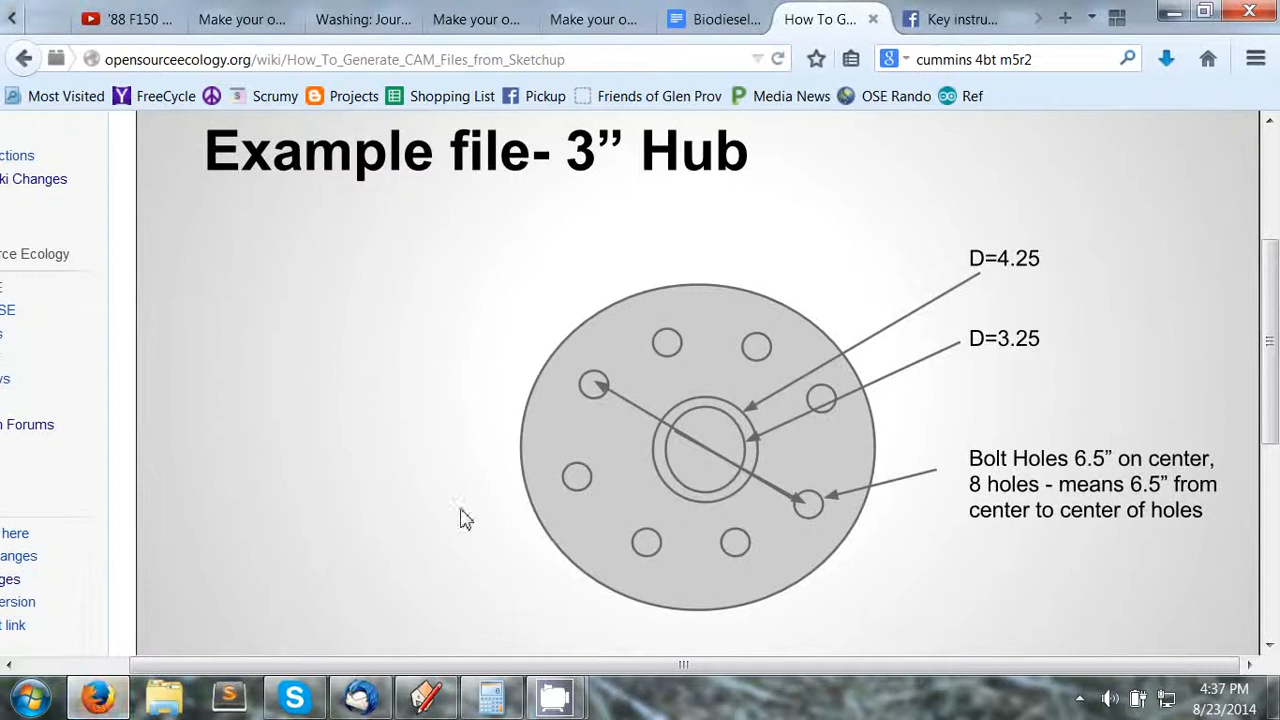 '88 F150 ...
Make your o...
Washing: Jour...
Make your o...
Make your o...
Biodiesel...
How To G...
Key instru...
opensourceecology.org/wiki/How_To_Generate_CAM_Files_from_Sketchup
cummins 4bt m5r2
Most Visited
FreeCycle
Scrumy
Projects
Shopping List
Pickup
Friends of Glen Prov
Media News
OSE Rando
Ref
Example file- 3” Hub
ctions
ki Changes
rce Ecology
E
SE
s
n Forums
here
hanges
ges
ersion
t link
D=4.25
D=3.25
Bolt Holes 6.5” on center,
8 holes - means 6.5” from
center to center of holes
4:37 PM
8/23/2014